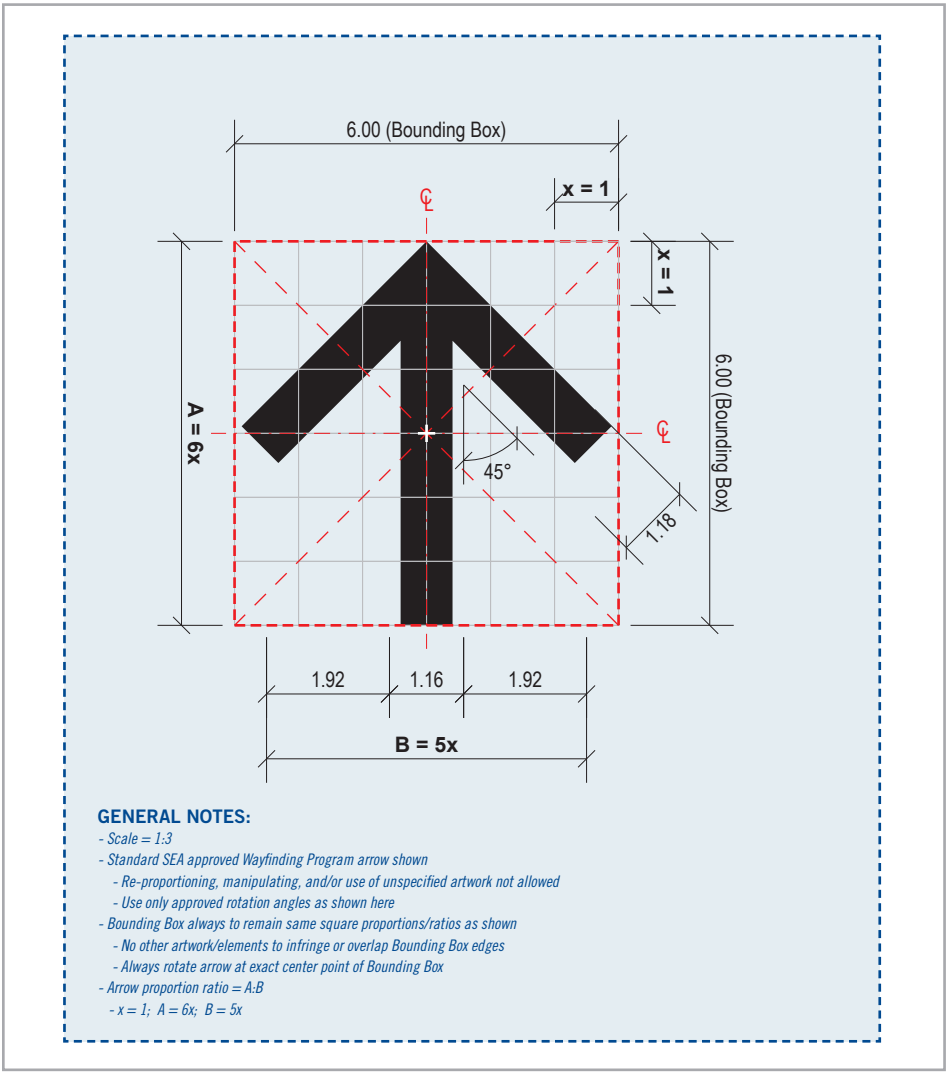 6.00 (Bounding Box)
x = 1
℄
x = 1
A = 6x
6.00 (Bounding Box)
℄
45°
1.18
1.92
1.16
1.92
B = 5x
GENERAL NOTES:
- Scale = 1:3
- Standard SEA approved Wayfinding Program arrow shown
- Re-proportioning, manipulating, and/or use of unspecified artwork not allowed
- Use only approved rotation angles as shown here
- Bounding Box always to remain same square proportions/ratios as shown
- No other artwork/elements to infringe or overlap Bounding Box edges
- Always rotate arrow at exact center point of Bounding Box
- Arrow proportion ratio = A:B
- x = 1; A = 6x; B = 5x